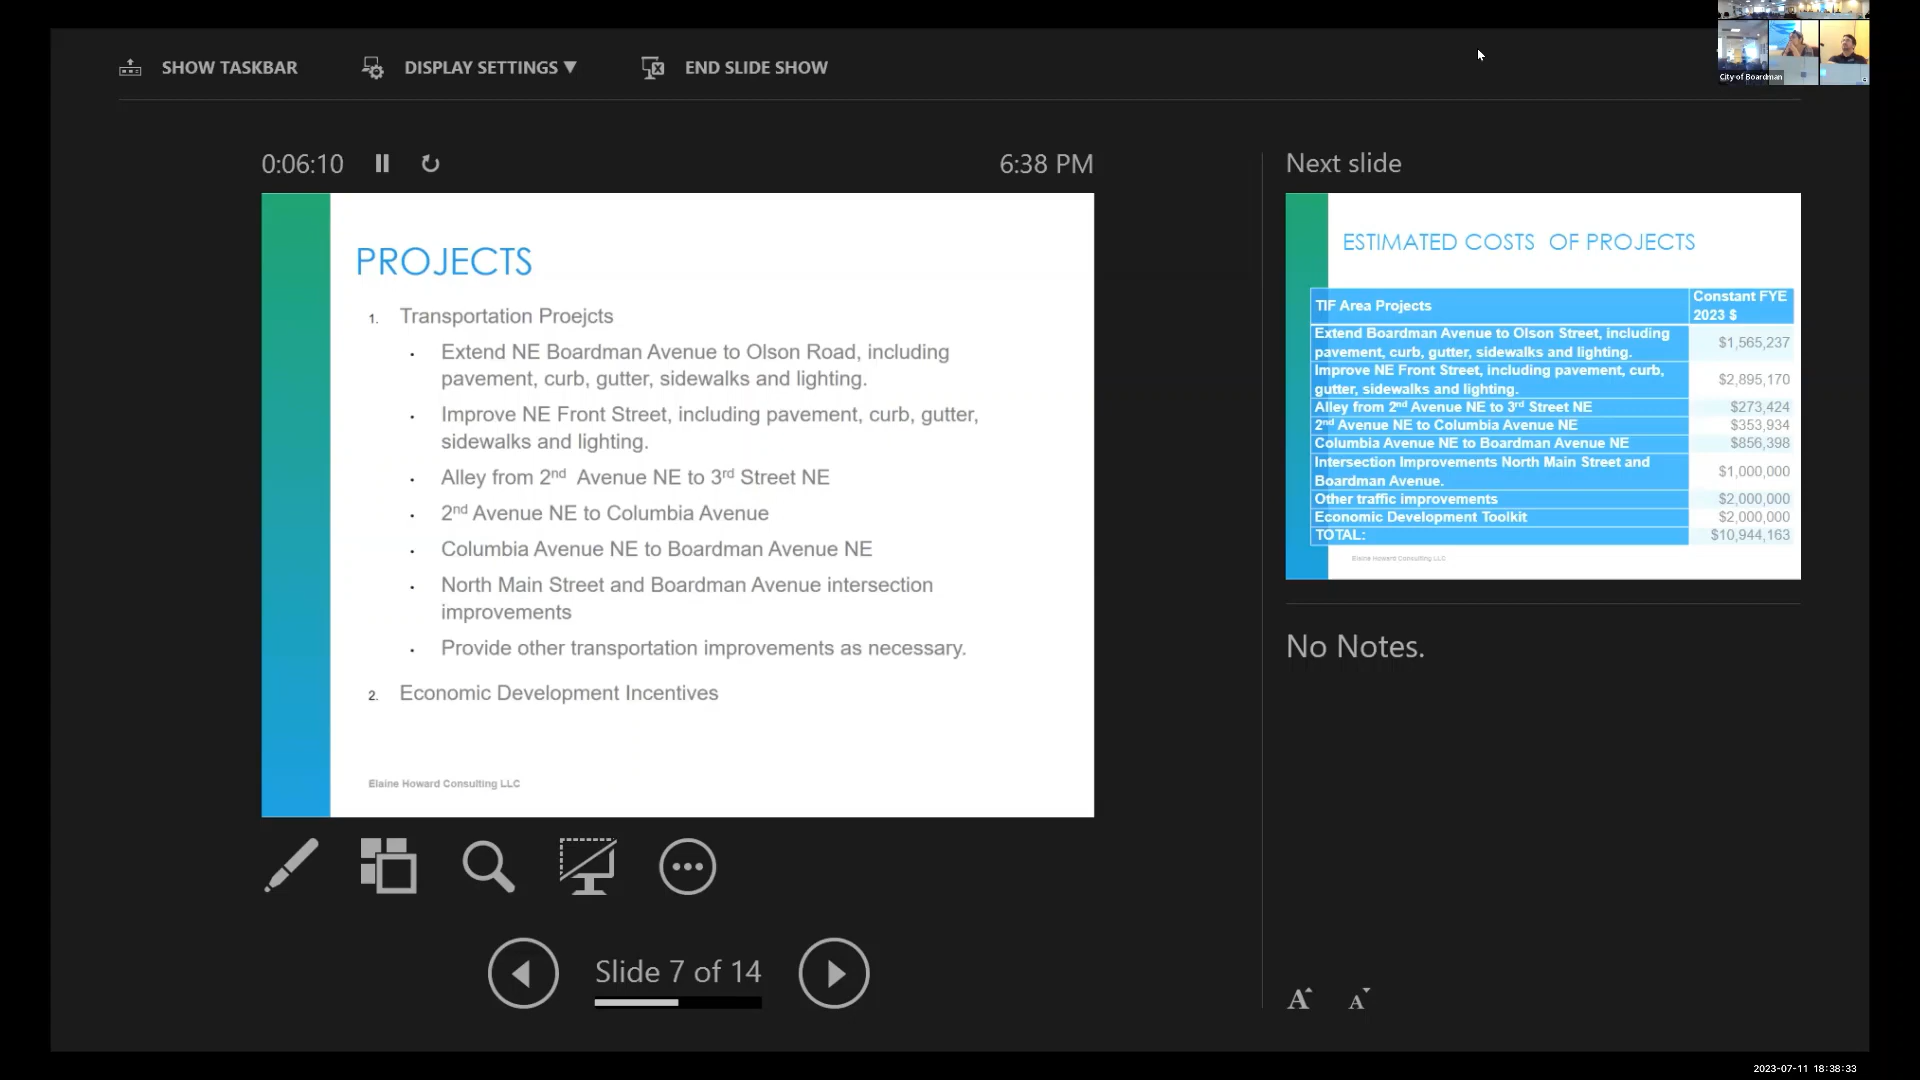 SHOW TASKBAR
DISPLAY SETTINGS ▼
END SLIDE SHOW
City of Boardman
0:06:10
6:38 PM
PROJECTS
1. Transportation Proejcts
· Extend NE Boardman Avenue to Olson Road, including
pavement, curb, gutter, sidewalks and lighting.
· Improve NE Front Street, including pavement, curb, gutter,
sidewalks and lighting.
· Alley from 2nd Avenue NE to 3rd Street NE
· 2nd Avenue NE to Columbia Avenue
· Columbia Avenue NE to Boardman Avenue NE
· North Main Street and Boardman Avenue intersection
improvements
· Provide other transportation improvements as necessary.
2. Economic Development Incentives
Elaine Howard Consulting LLC
Slide 7 of 14
Next slide
ESTIMATED COSTS OF PROJECTS
TIF Area Projects
Constant FYE
2023 $
Extend Boardman Avenue to Olson Street, including
pavement, curb, gutter, sidewalks and lighting.
$1,565,237
Improve NE Front Street, including pavement, curb,
gutter, sidewalks and lighting.
$2,895,170
Alley from 2nd Avenue NE to 3rd Street NE $273,424
2nd Avenue NE to Columbia Avenue NE $353,934
Columbia Avenue NE to Boardman Avenue NE $856,398
Intersection Improvements North Main Street and
Boardman Avenue.
$1,000,000
Other traffic improvements $2,000,000
Economic Development Toolkit $2,000,000
TOTAL: $10,944,163
Elaine Howard Consulting LLC
No Notes.
A A
2023-07-11 18:38:33